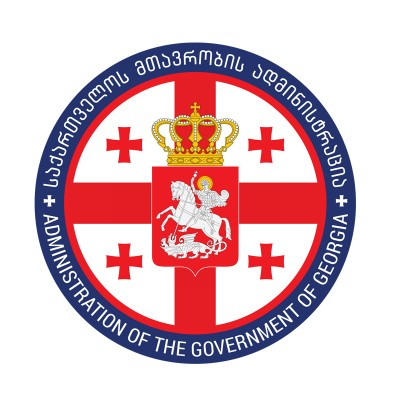 საქართველოს მთავრობის ადმინისტრაცია
ADMINISTRATION OF THE GOVERNMENT OF GEORGIA